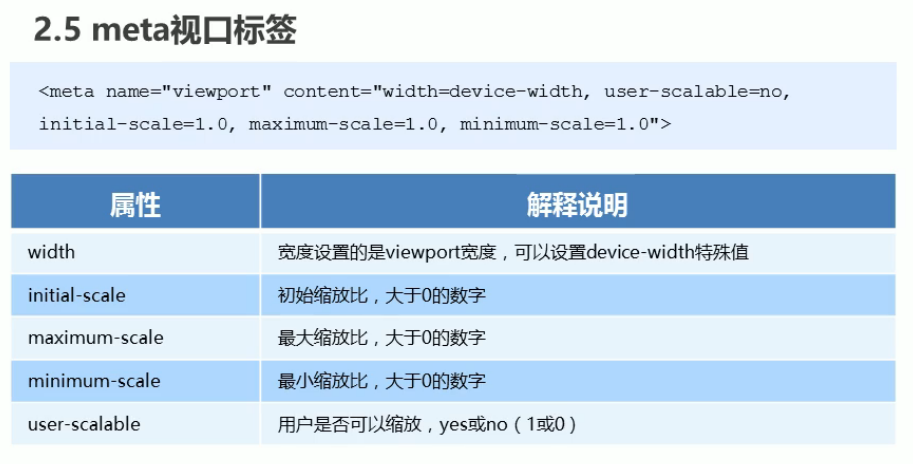 2.5 meta视口标签
<meta name="viewport" content="width=device-width, user-scalable=no,
initial-scale=1.0, maximum-scale=1.0, minimum-scale=1.0">
属性 解释说明
width 宽度设置的是viewport宽度，可以设置device-width特殊值
initial-scale 初始缩放比，大于0的数字
maximum-scale 最大缩放比，大于0的数字
minimum-scale 最小缩放比，大于0的数字
user-scalable 用户是否可以缩放，yes或no（1或0）